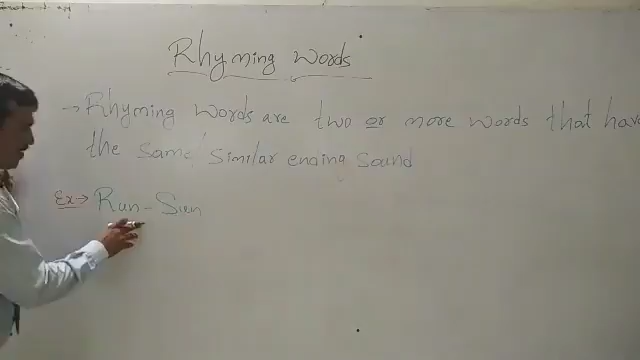 Rhyming Words
→ Rhyming words are two or more words that have
the same/similar ending sound
Ex→ Run - Sun